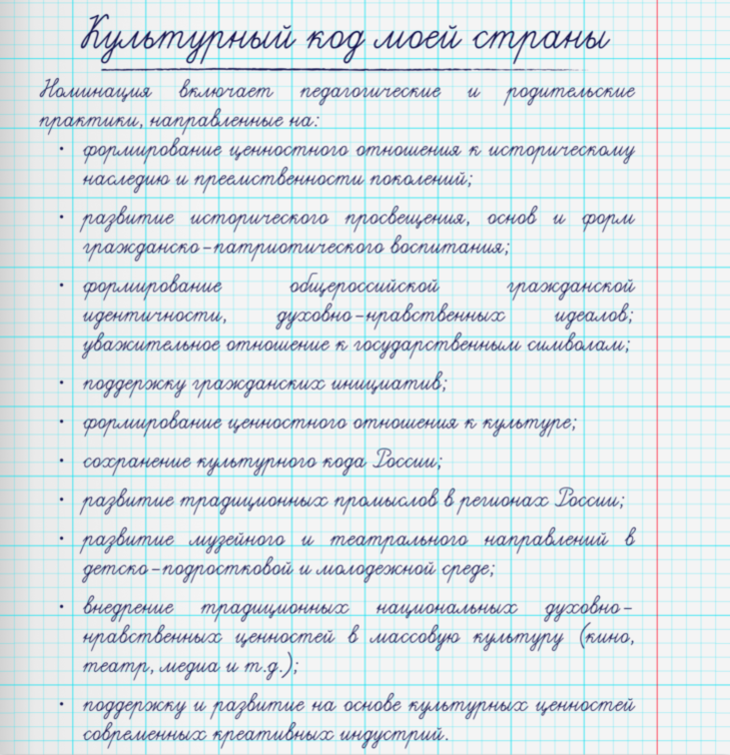 Культурный код моей страны
Номинация включает педагогические и родительские
практики, направленные на:
• формирование ценностного отношения к историческому
наследию и преемственности поколений;
• развитие исторического просвещения, основ и форм
гражданско-патриотического воспитания;
• формирование общероссийской гражданской
идентичности, духовно-нравственных идеалов;
уважительное отношение к государственным символам;
• поддержку гражданских инициатив;
• формирование ценностного отношения к культуре;
• сохранение культурного кода России;
• развитие традиционных промыслов в регионах России;
• развитие музейного и театрального направлений в
детско-подростковой и молодежной среде;
• внедрение традиционных национальных духовно-
нравственных ценностей в массовую культуру (кино,
театр, медиа и т.д.);
• поддержку и развитие на основе культурных ценностей
современных креативных индустрий.